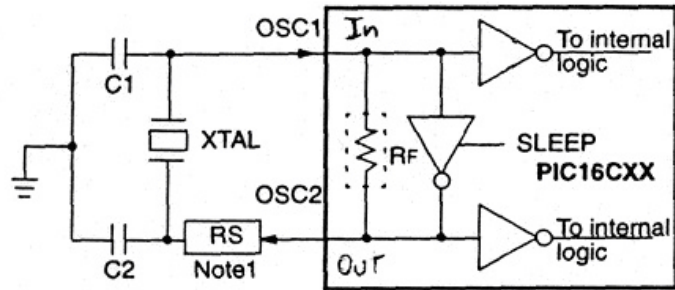 OSC1
In
To internal
logic
C1
XTAL
RF
SLEEP
PIC16CXX
OSC2
RS
To internal
logic
C2
Note1
OUT